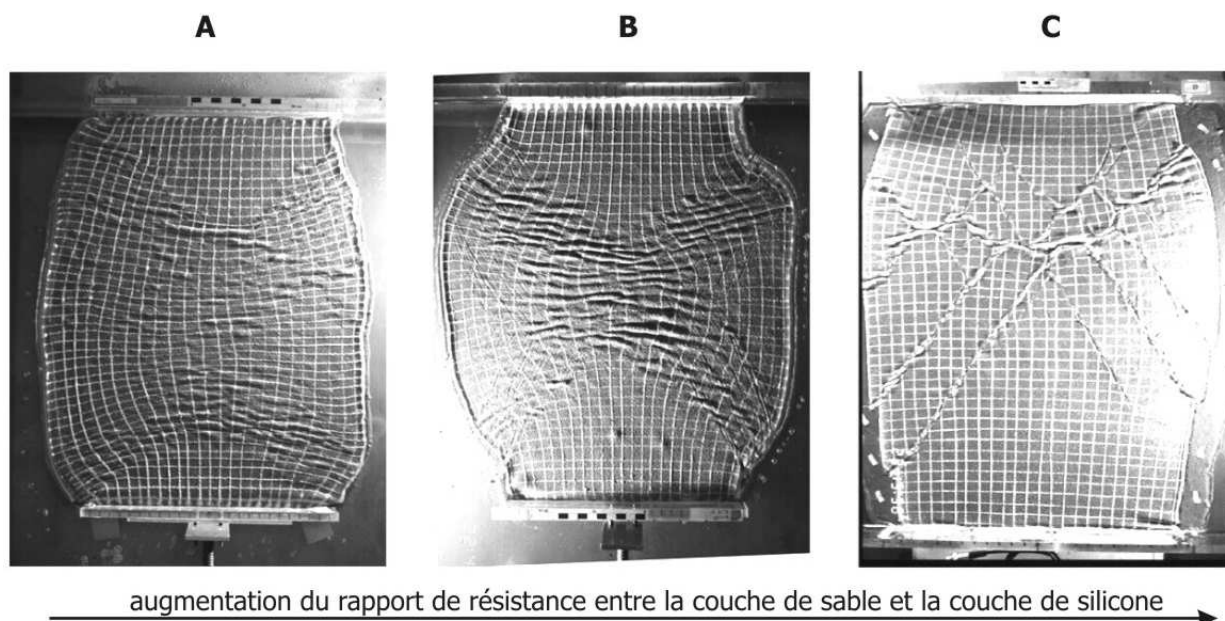 A
B
C
augmentation du rapport de résistance entre la couche de sable et la couche de silicone